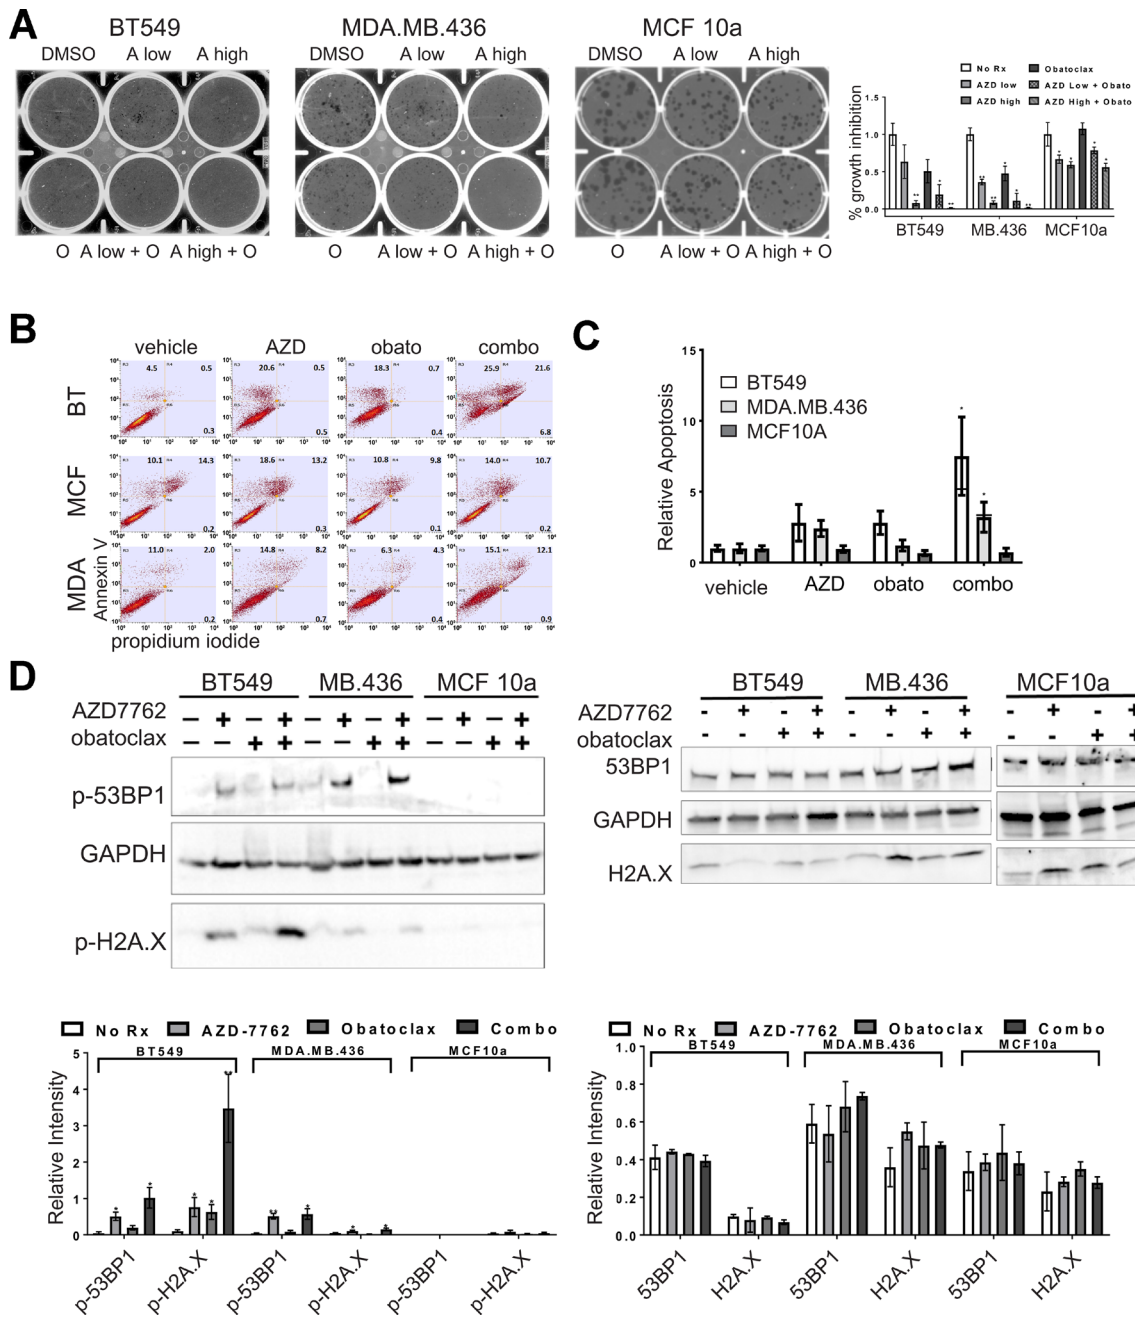 A
BT549
MDA.MB.436
MCF 10a
DMSO A low A high
DMSO A low A high
DMSO A low A high
O A low + O A high + O
O A low + O A high + O
O A low + O A high + O
No Rx
AZD low
AZD high
Obatoclax
AZD Low + Obato
AZD High + Obato
% growth inhibition
1.5
1.0
0.5
0.0
BT549 MB.436 MCF10a
B
vehicle AZD obato combo
BT
4.5 0.5 0.3
20.6 0.5 0.5
18.3 0.7 0.4
25.9 21.6 6.8
MCF
10.1 14.3 0.2
18.6 13.2 0.3
10.8 9.8 0.1
14.0 10.7 0.2
MDA
Annexin V
11.0 2.0 0.2
14.8 8.2 0.7
6.3 4.3 0.4
15.1 12.1 0.9
propidium iodide
C
Relative Apoptosis
15
10
5
0
BT549
MDA.MB.436
MCF10A
vehicle AZD obato combo
D
BT549 MB.436 MCF 10a
AZD7762 − + − + − + − + − + − +
obatoclax − − + + − − + + − − + +
p-53BP1
GAPDH
p-H2A.X
BT549 MB.436 MCF10a
AZD7762 - + - + - + - + - + - +
obatoclax - - + + - - + + - - + +
53BP1
GAPDH
H2A.X
No Rx AZD-7762 Obatoclax Combo
BT549 MDA.MB.436 MCF10a
Relative Intensity
5
4
3
2
1
0
p-53BP1 p-H2A.X p-53BP1 p-H2A.X p-53BP1 p-H2A.X
No Rx AZD-7762 Obatoclax Combo
BT549 MDA.MB.436 MCF10a
Relative Intensity
1.0
0.8
0.6
0.4
0.2
0.0
53BP1 H2A.X 53BP1 H2A.X 53BP1 H2A.X